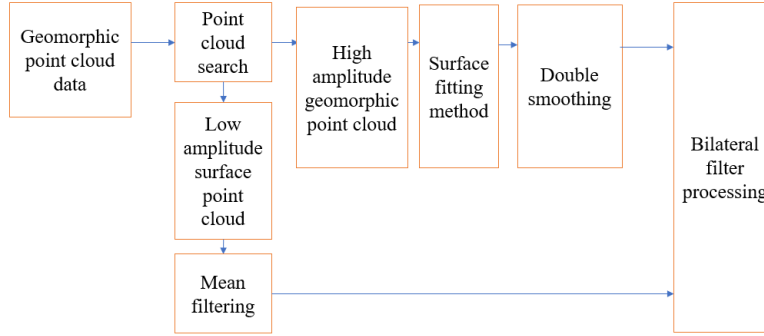 Geomorphic
point cloud
data
Point
cloud
search
High
amplitude
geomorphic
point cloud
Surface
fitting
method
Double
smoothing
Low
amplitude
surface
point
cloud
Mean
filtering
Bilateral
filter
processing